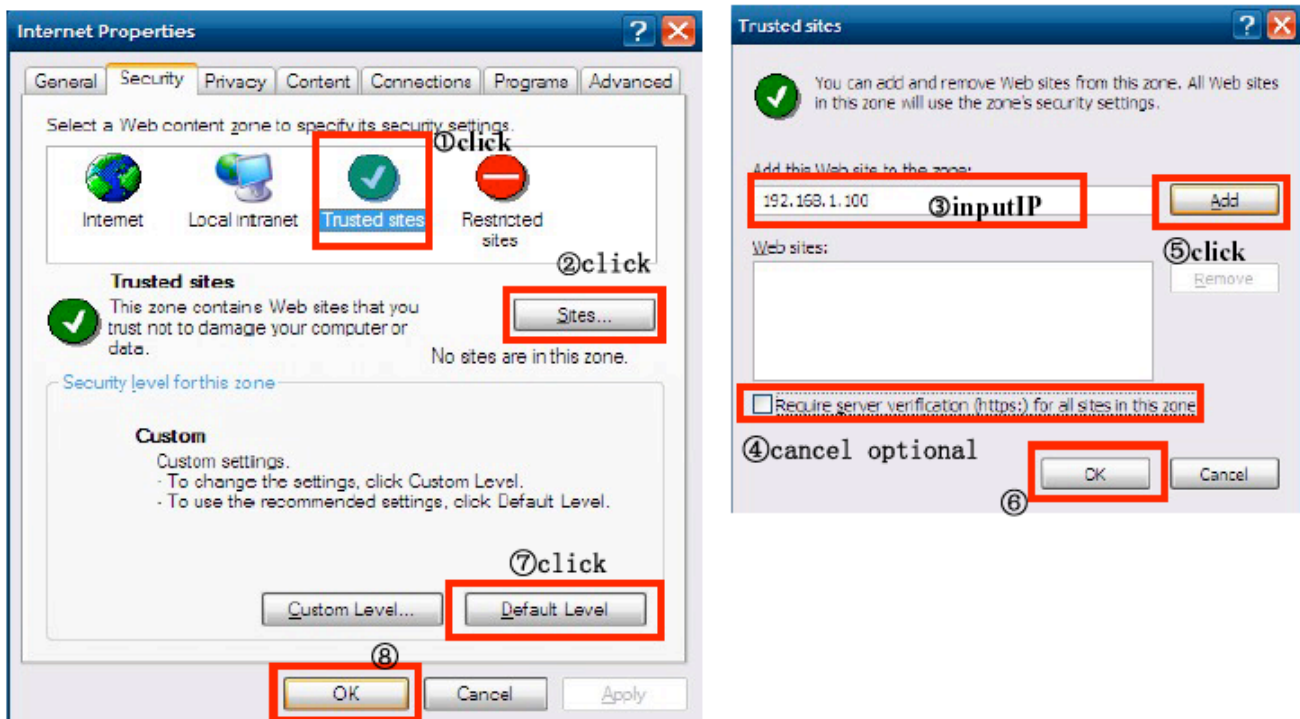 Internet Properties
General Security Privacy Content Connections Programs Advanced
Select a Web content zone to specify its security settings.
①click
Internet Local intranet Trusted sites Restricted sites
②click
Trusted sites
This zone contains Web sites that you
trust not to damage your computer or
data.
Sites...
No sites are in this zone.
Security level for this zone
Custom
Custom settings.
- To change the settings, click Custom Level.
- To use the recommended settings, click Default Level.
⑦click
Custom Level... Default Level
⑧
OK Cancel Apply
Trusted sites
You can add and remove Web sites from this zone. All Web sites
in this zone will use the zone's security settings.
Add this Web site to the zone:
192.168.1.100 ③inputIP Add
Web sites:
⑤click
Remove
Require server verification (https:) for all sites in this zone
④cancel optional
OK Cancel
⑥